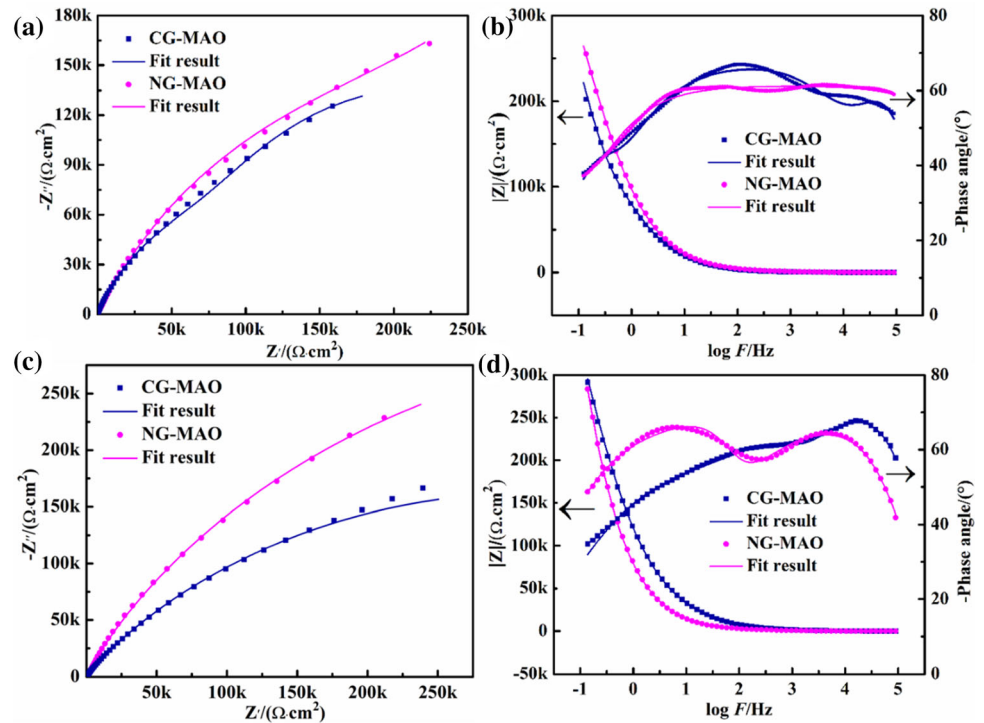 (a)
180k
150k
120k
90k
60k
30k
0
-Z''/(Ω·cm²)
CG-MAO
Fit result
NG-MAO
Fit result
50k 100k 150k 200k 250k
Z'/(Ω·cm²)
(b)
300k
200k
100k
0
|Z|/(Ω·cm²)
CG-MAO
Fit result
NG-MAO
Fit result
80
60
40
20
0
-Phase angle/(°)
-1 0 1 2 3 4 5
log F/Hz
(c)
250k
200k
150k
100k
50k
0
-Z''/(Ω·cm²)
CG-MAO
Fit result
NG-MAO
Fit result
50k 100k 150k 200k 250k
Z'/(Ω·cm²)
(d)
300k
250k
200k
150k
100k
50k
0
-50k
|Z|/(Ω.cm²)
CG-MAO
Fit result
NG-MAO
Fit result
80
60
40
20
0
-Phase angle/(°)
-1 0 1 2 3 4 5
log F/Hz